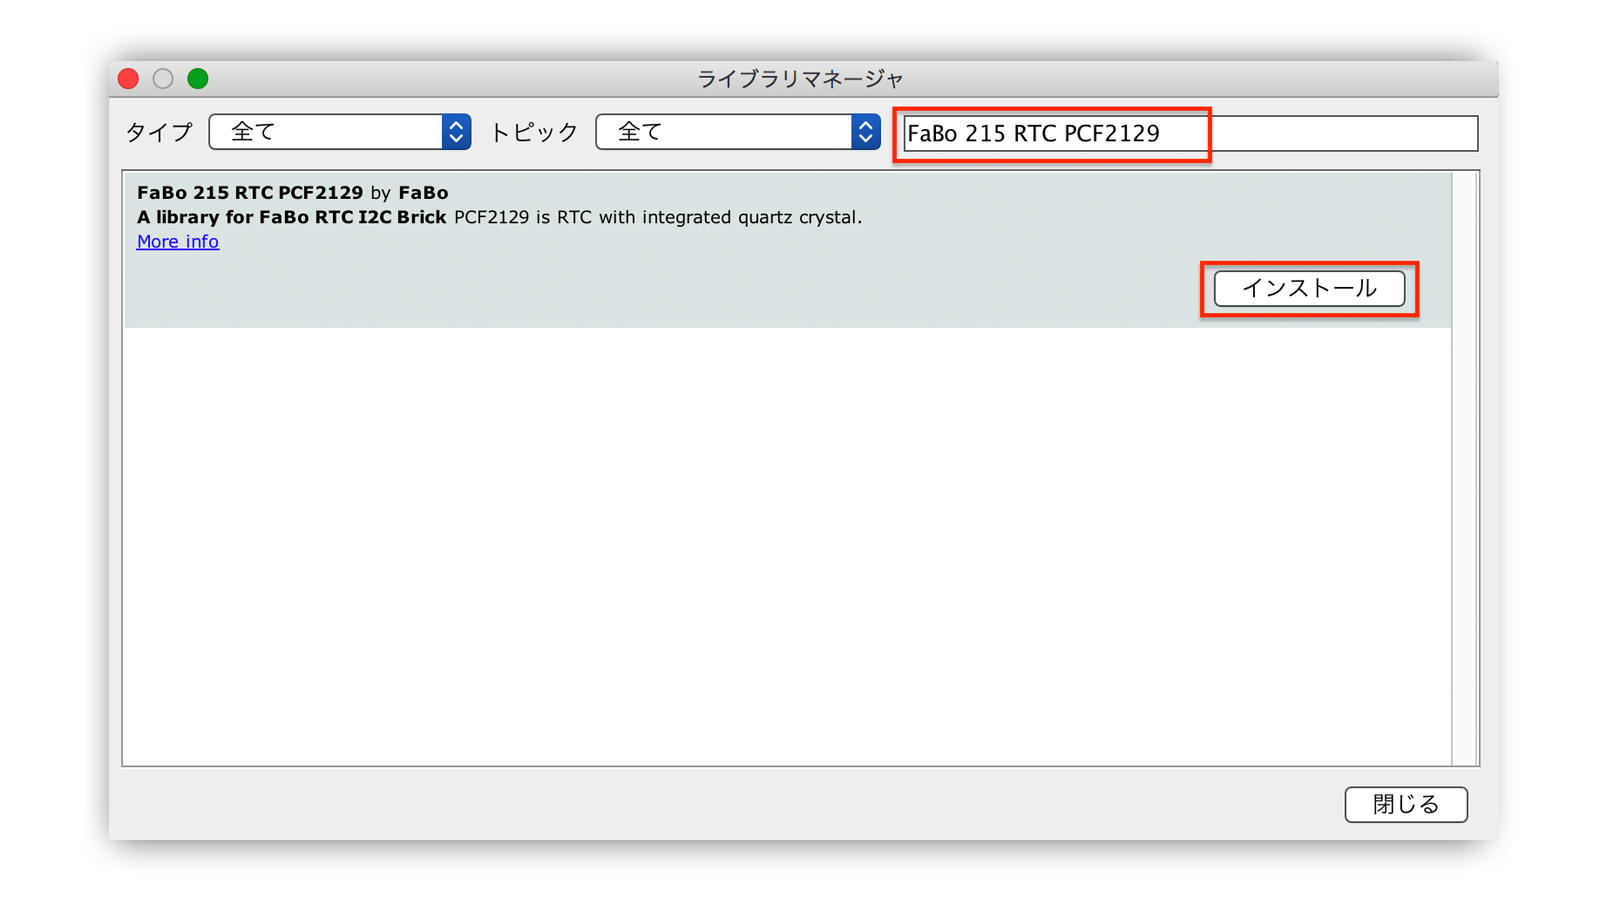 ライブラリマネージャ
タイプ 全て トピック 全て FaBo 215 RTC PCF2129
FaBo 215 RTC PCF2129 by FaBo
A library for FaBo RTC I2C Brick PCF2129 is RTC with integrated quartz crystal.
More info
インストール
閉じる